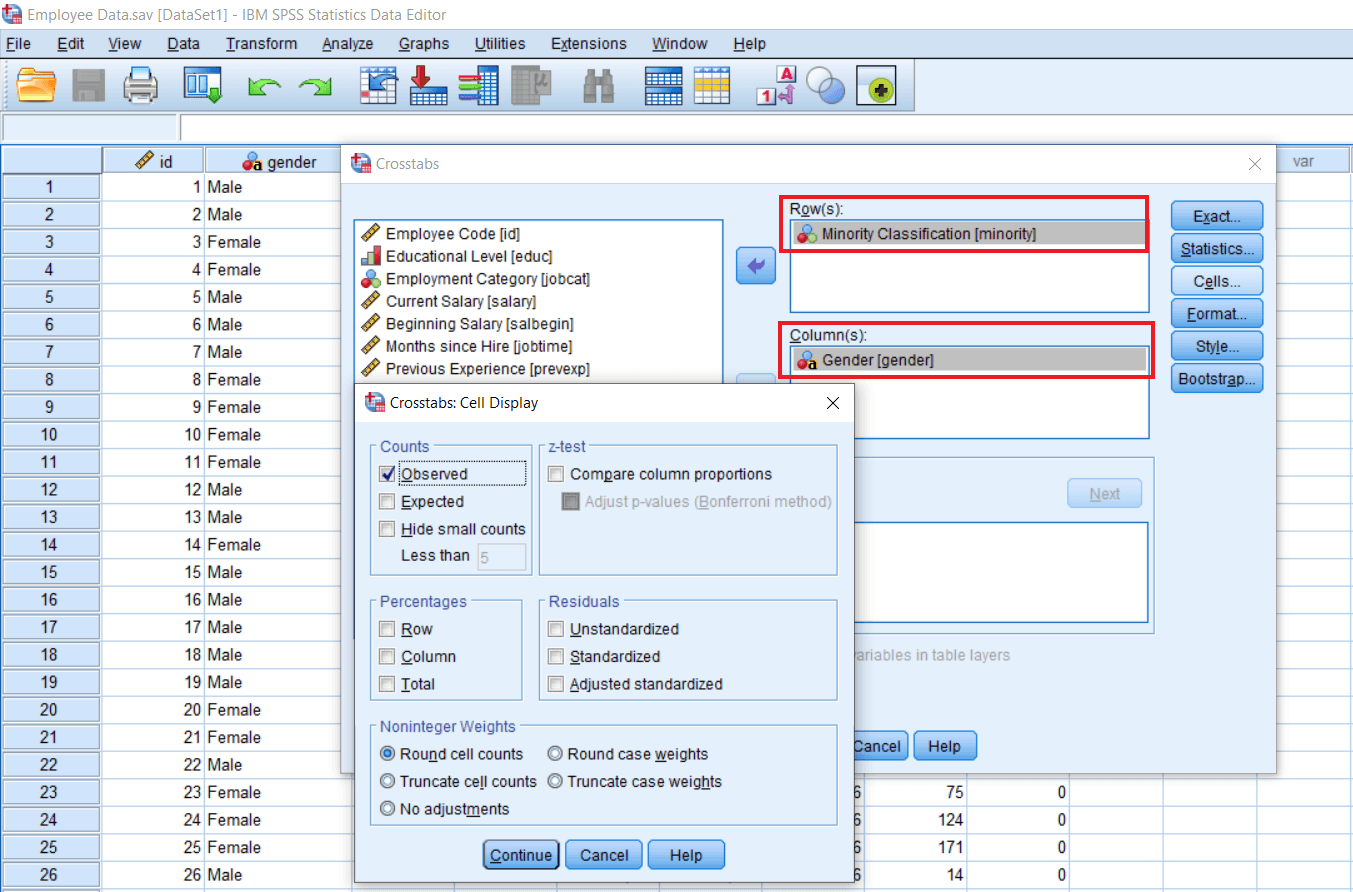 Employee Data.sav [DataSet1] - IBM SPSS Statistics Data Editor
File Edit View Data Transform Analyze Graphs Utilities Extensions Window Help
A
1
μ
id gender var
1 1 Male
2 2 Male
3 3 Female
4 4 Female
5 5 Male
6 6 Male
7 7 Male
8 8 Female
9 9 Female
10 10 Female
11 11 Female
12 12 Male
13 13 Male
14 14 Female
15 15 Male
16 16 Male
17 17 Male
18 18 Male
19 19 Male
20 20 Female
21 21 Female
22 22 Male
23 23 Female 6 75 0
24 24 Female 6 124 0
25 25 Female 6 171 0
26 26 Male 6 14 0
Crosstabs
Employee Code [id]
Educational Level [educ]
Employment Category [jobcat]
Current Salary [salary]
Beginning Salary [salbegin]
Months since Hire [jobtime]
Previous Experience [prevexp]
Row(s):
Minority Classification [minority]
Column(s):
Gender [gender]
Exact...
Statistics...
Cells...
Format...
Style...
Bootstrap...
Next
variables in table layers
Cancel Help
Crosstabs: Cell Display
Counts
Observed
Expected
Hide small counts
Less than 5
z-test
Compare column proportions
Adjust p-values (Bonferroni method)
Percentages
Row
Column
Total
Residuals
Unstandardized
Standardized
Adjusted standardized
Noninteger Weights
Round cell counts Round case weights
Truncate cell counts Truncate case weights
No adjustments
Continue Cancel Help